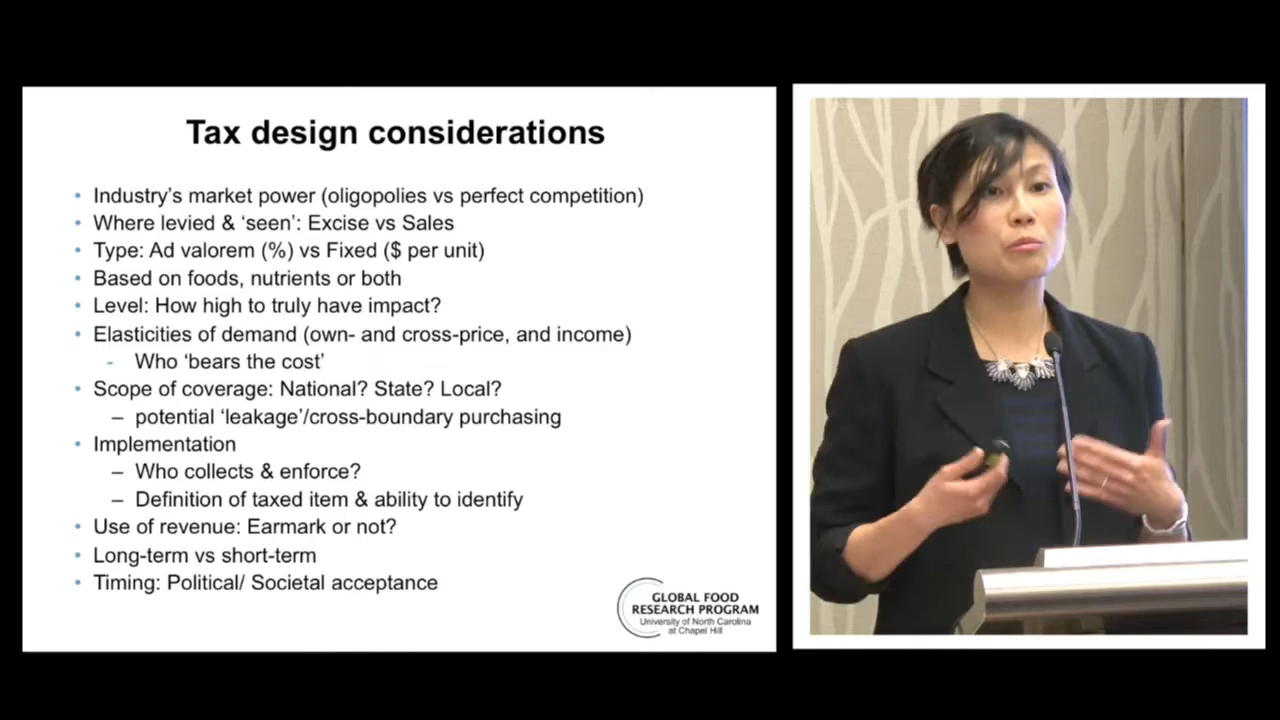 Tax design considerations
• Industry's market power (oligopolies vs perfect competition)
• Where levied & 'seen': Excise vs Sales
• Type: Ad valorem (%) vs Fixed ($ per unit)
• Based on foods, nutrients or both
• Level: How high to truly have impact?
• Elasticities of demand (own- and cross-price, and income)
- Who 'bears the cost'
• Scope of coverage: National? State? Local?
– potential 'leakage'/cross-boundary purchasing
• Implementation
– Who collects & enforce?
– Definition of taxed item & ability to identify
• Use of revenue: Earmark or not?
• Long-term vs short-term
• Timing: Political/ Societal acceptance
GLOBAL FOOD
RESEARCH PROGRAM
University of North Carolina
at Chapel Hill